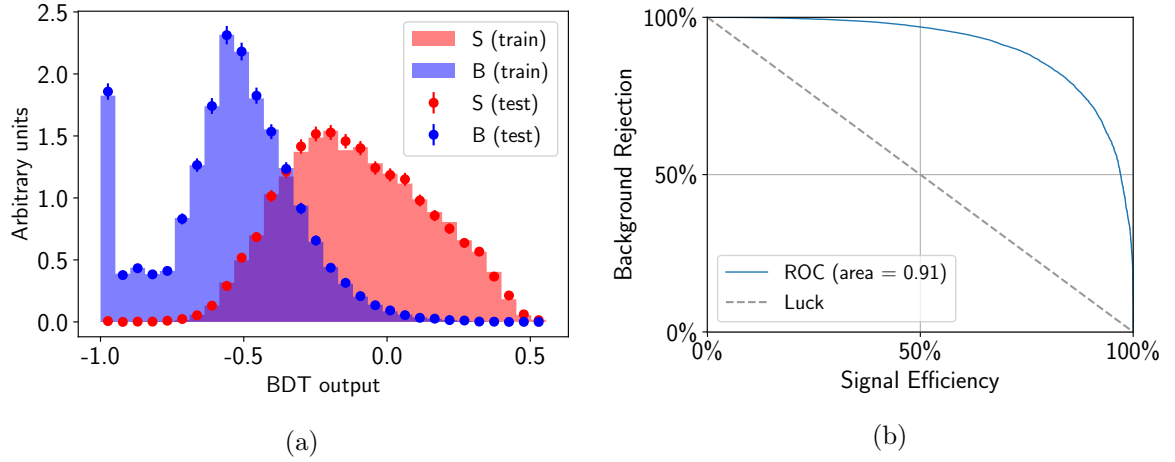 2.5
2.0
1.5
1.0
0.5
0.0
Arbitrary units
S (train)
B (train)
S (test)
B (test)
-1.0 -0.5 0.0 0.5
BDT output
(a)
100%
50%
0%
Background Rejection
ROC (area = 0.91)
Luck
0% 50% 100%
Signal Efficiency
(b)